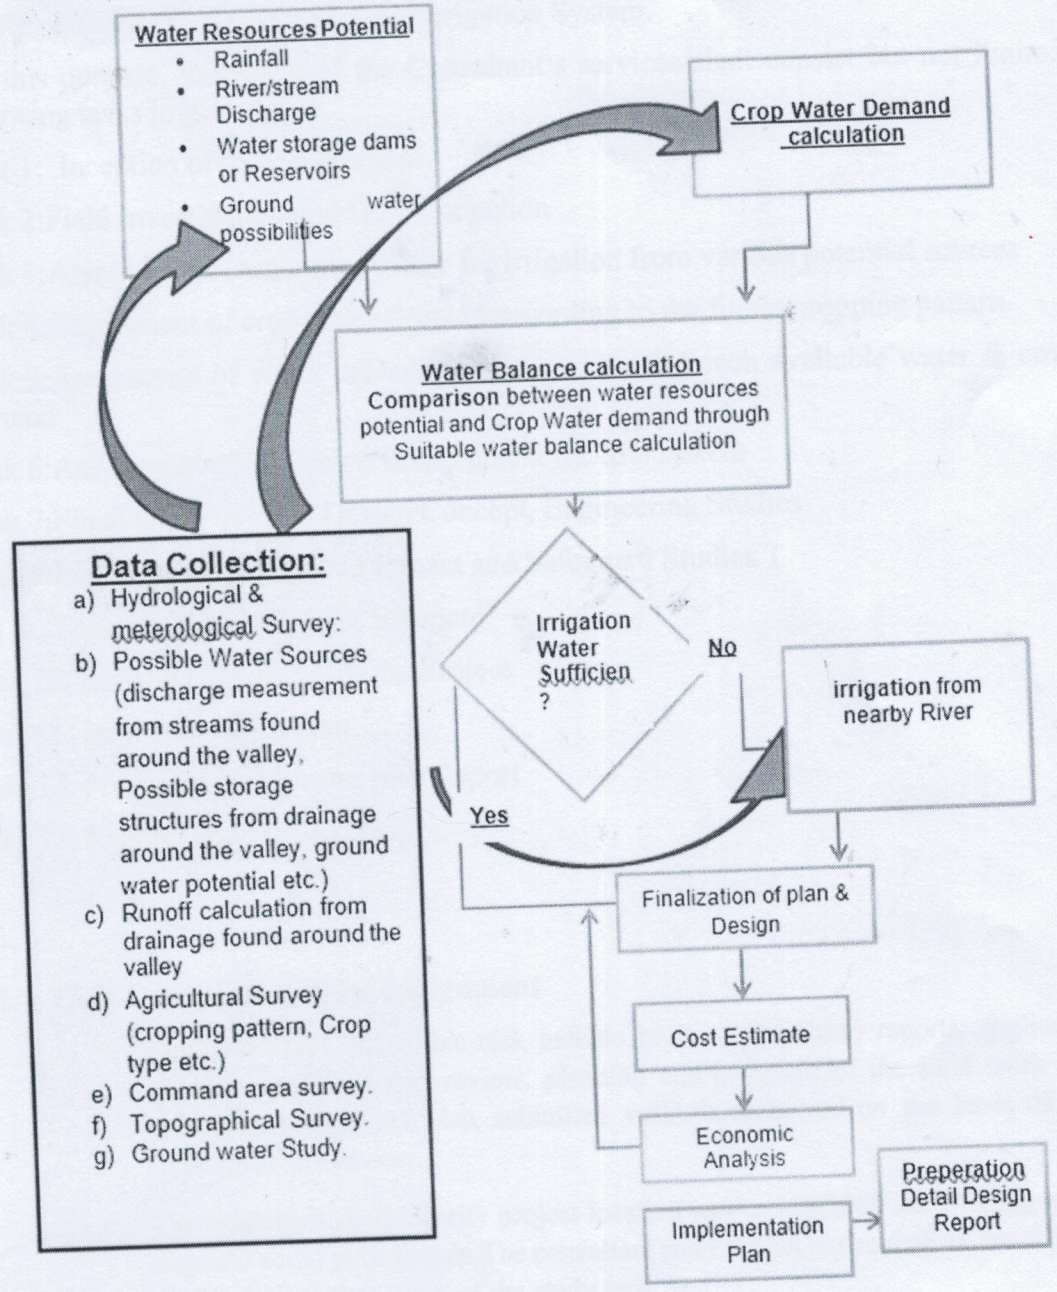 Water Resources Potential
• Rainfall
• River/stream
Discharge
• Water storage dams
or Reservoirs
• Ground water
possibilities
Crop Water Demand
calculation
Water Balance calculation
Comparison between water resources
potential and Crop Water demand through
Suitable water balance calculation
Data Collection:
a) Hydrological &
meterological Survey:
b) Possible Water Sources
(discharge measurement
from streams found
around the valley,
Possible storage
structures from drainage
around the valley, ground
water potential etc.)
c) Runoff calculation from
drainage found around the
valley
d) Agricultural Survey
(cropping pattern, Crop
type etc.)
e) Command area survey.
f) Topographical Survey.
g) Ground water Study.
Irrigation
Water
Sufficien
?
No
Yes
irrigation from
nearby River
Finalization of plan &
Design
Cost Estimate
Economic
Analysis
Implementation
Plan
Preperation
Detail Design
Report